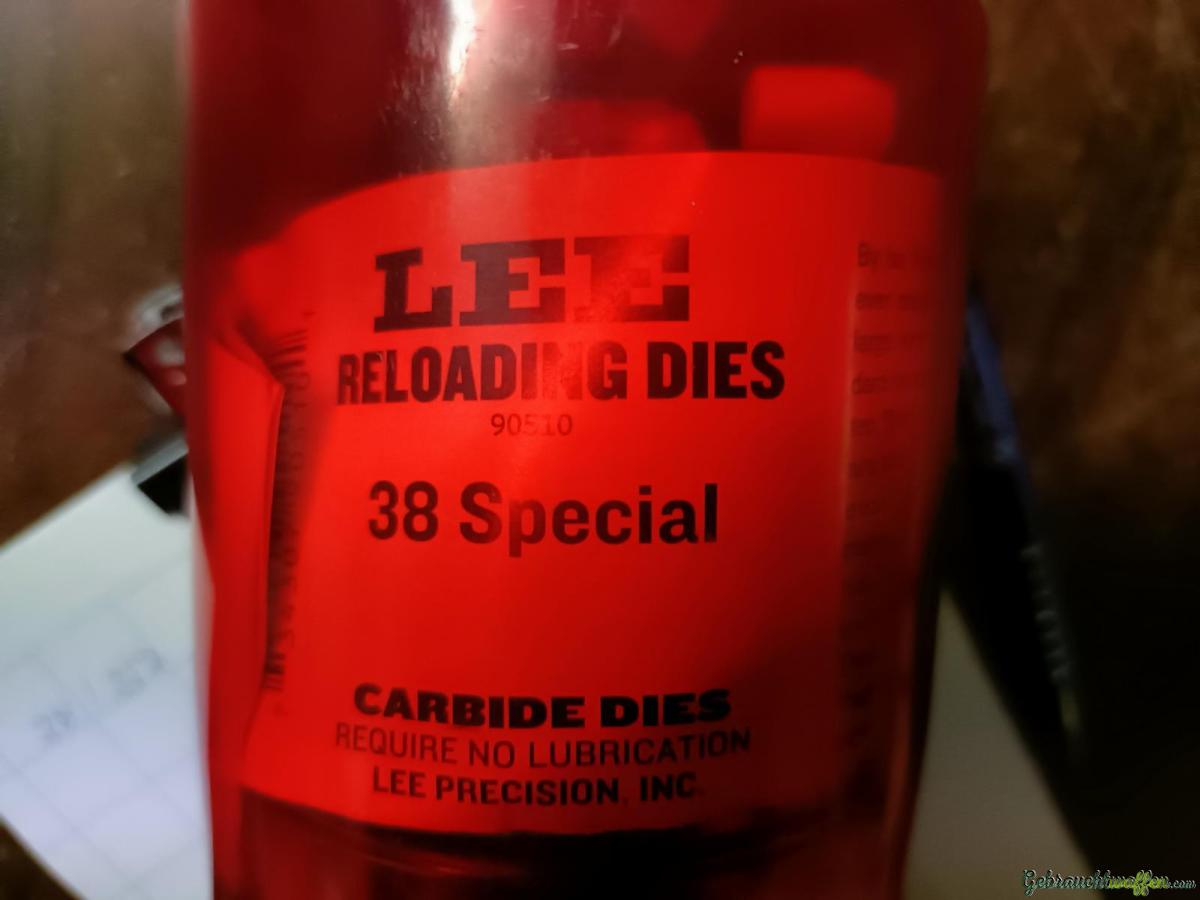 LEE
RELOADING DIES
90510
38 Special
CARBIDE DIES
REQUIRE NO LUBRICATION
LEE PRECISION, INC.
Gebrauchtwaffen.com